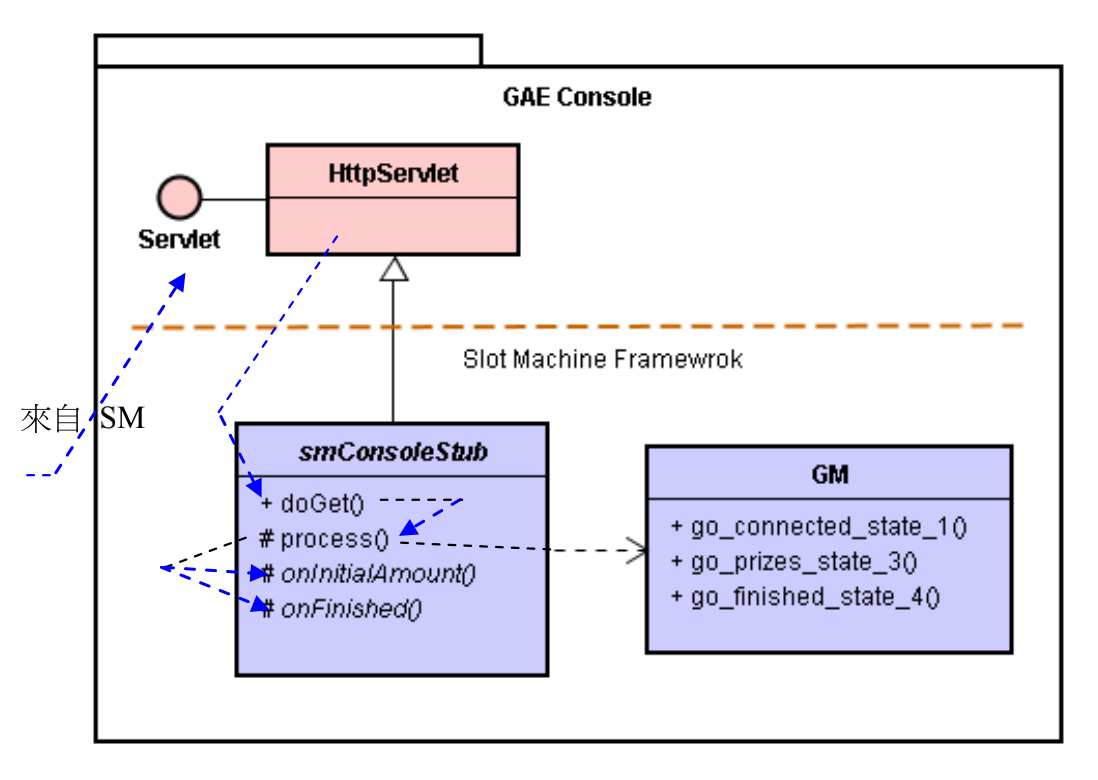 GAE Console
HttpServlet
Servlet
Slot Machine Framewrok
來自 SM
smConsoleStub
+ doGet()
# process()
# onInitialAmount()
# onFinished()
GM
+ go_connected_state_1()
+ go_prizes_state_3()
+ go_finished_state_4()